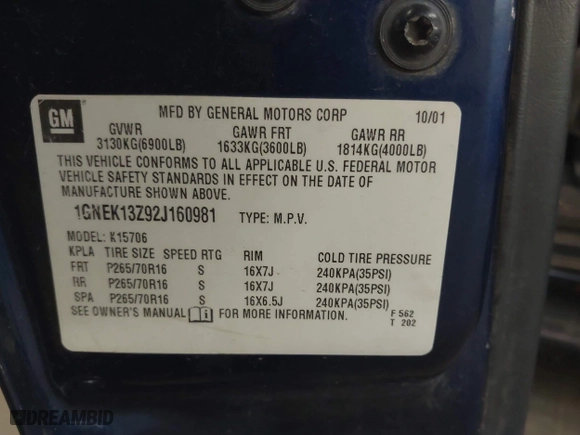 GM
MFD BY GENERAL MOTORS CORP 10/01
GVWR GAWR FRT GAWR RR
3130KG(6900LB) 1633KG(3600LB) 1814KG(4000LB)
THIS VEHICLE CONFORMS TO ALL APPLICABLE U.S. FEDERAL MOTOR
VEHICLE SAFETY STANDARDS IN EFFECT ON THE DATE OF
MANUFACTURE SHOWN ABOVE.
1GNEK13Z92J160981 TYPE: M.P.V.
MODEL: K15706
KPLA TIRE SIZE SPEED RTG RIM COLD TIRE PRESSURE
FRT P265/70R16 S 16X7J 240KPA(35PSI)
RR P265/70R16 S 16X7J 240KPA(35PSI)
SPA P265/70R16 S 16X6.5J 240KPA(35PSI)
SEE OWNER'S MANUAL FOR MORE INFORMATION.
F 562
T 202
DREAMBID